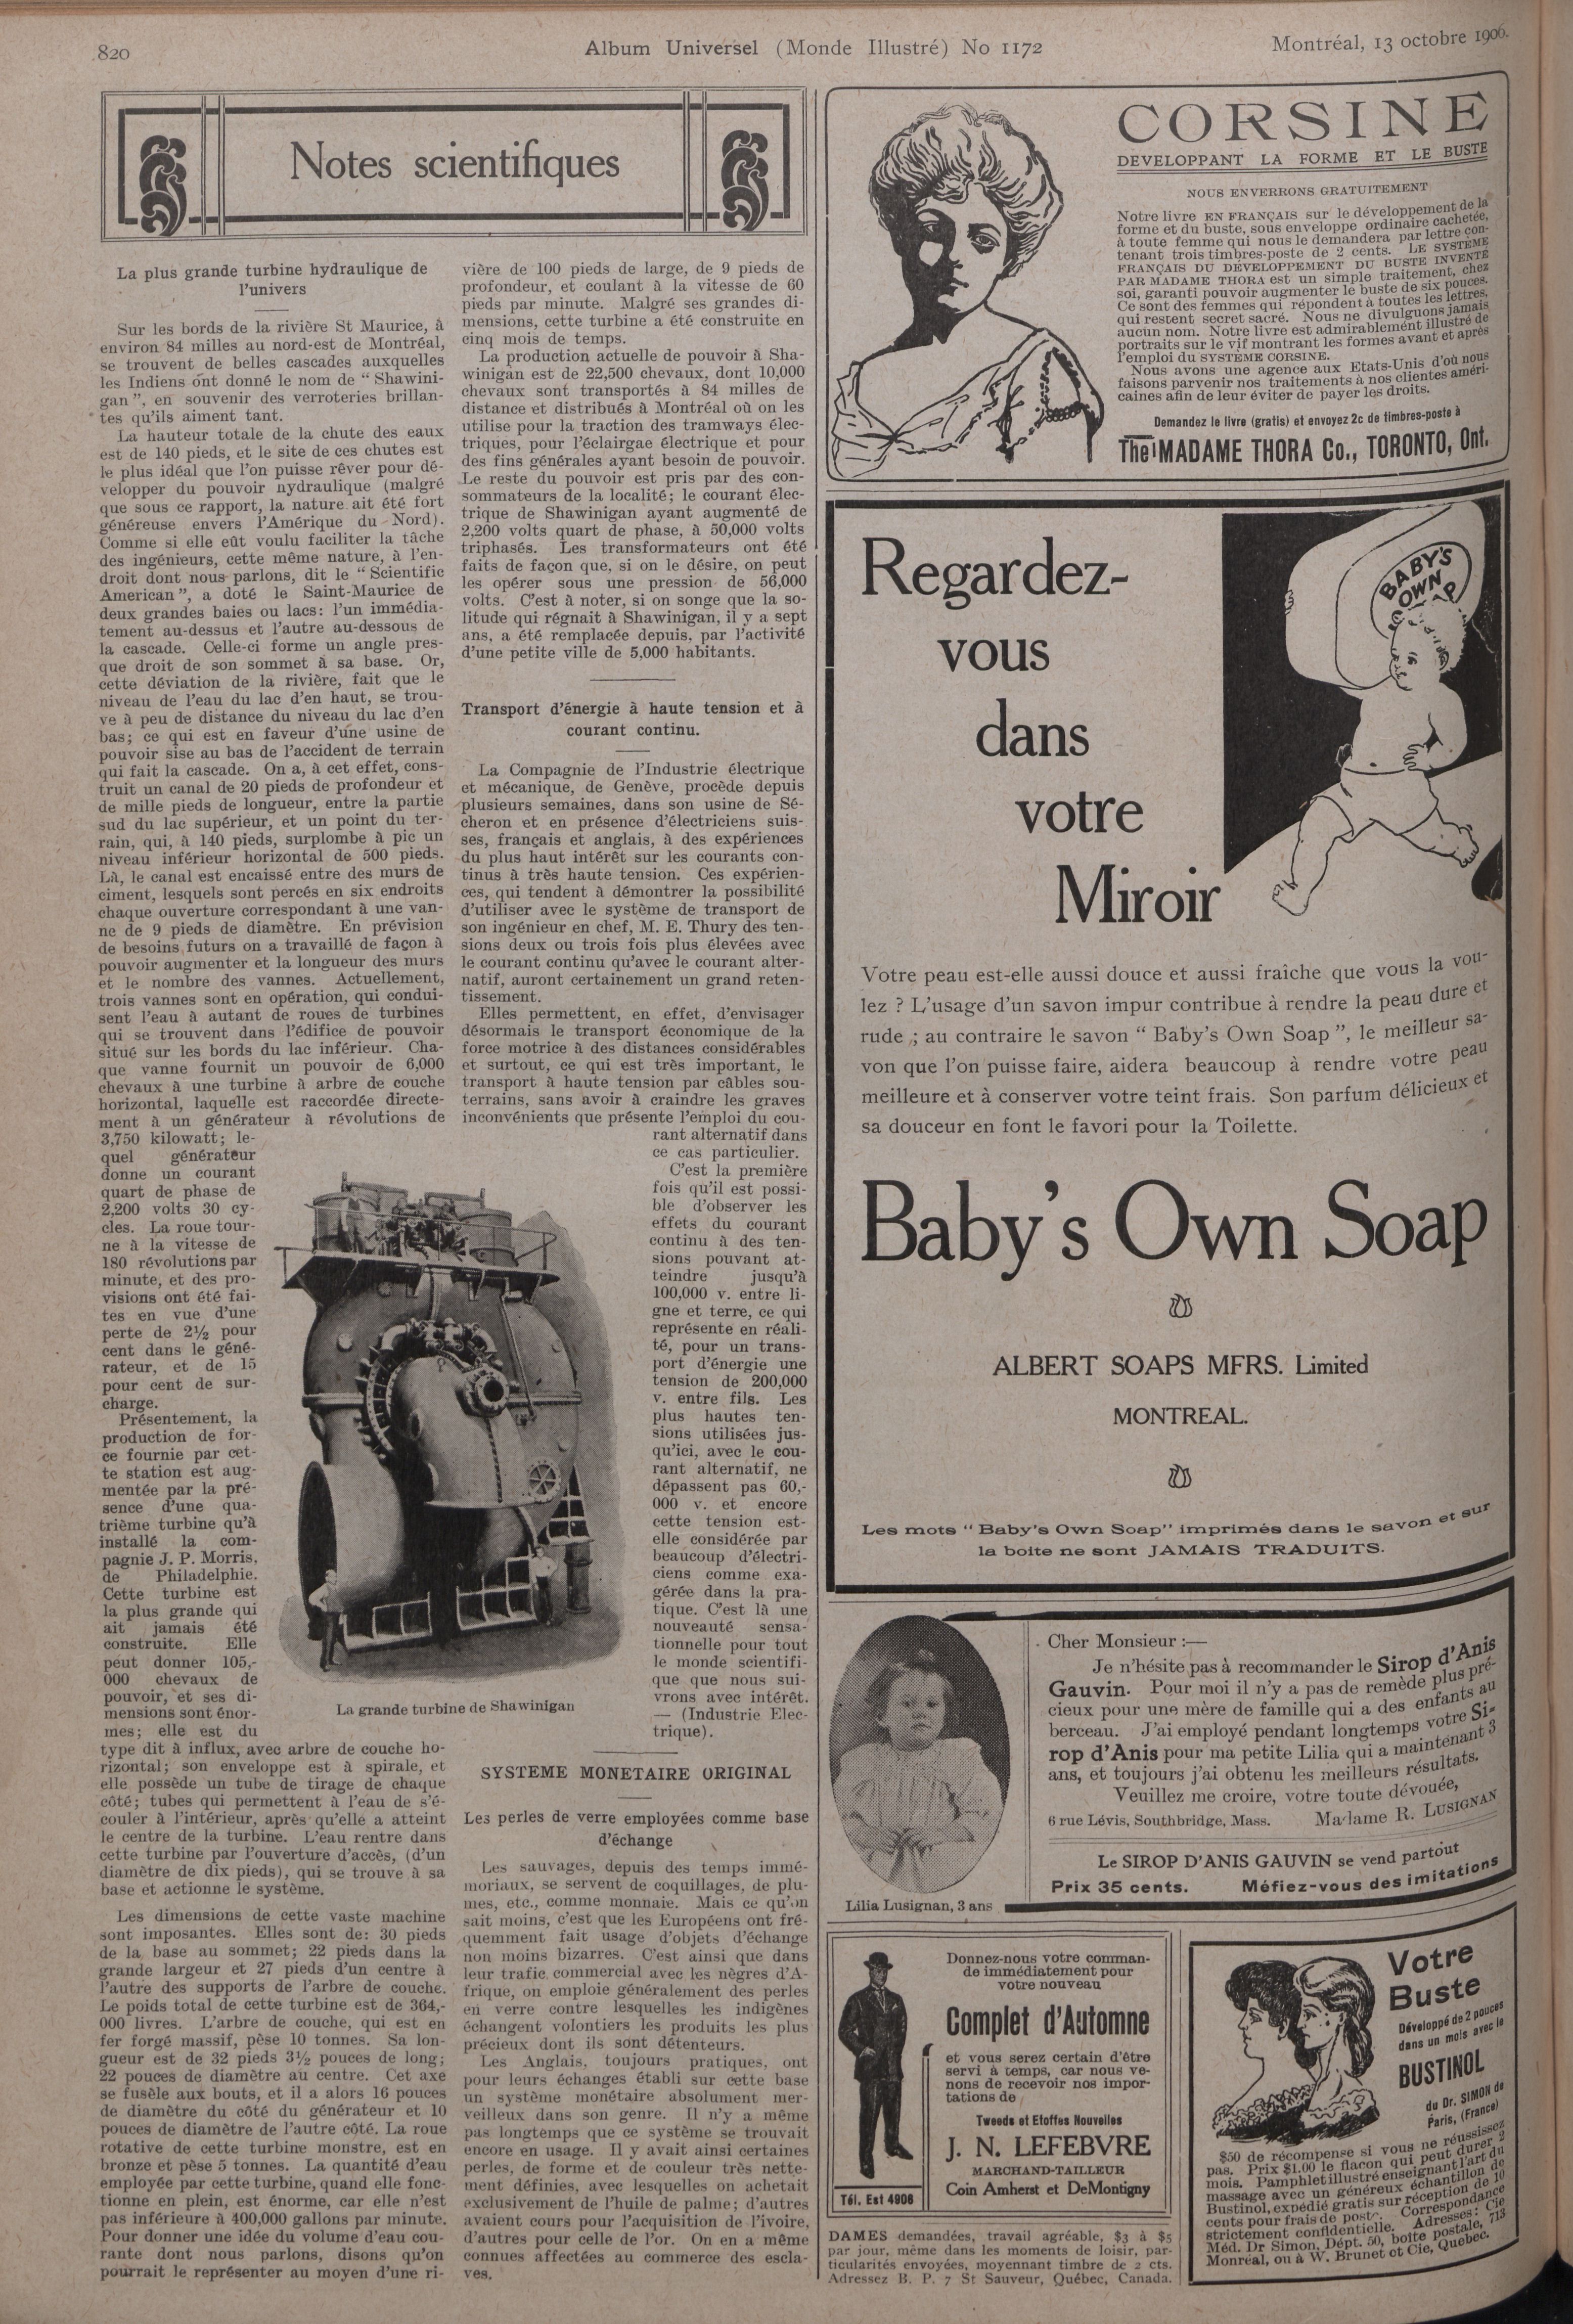 820
Album Universel (Monde Illustré) No 1172
Montréal, 13 octobre 1906.
Notes scientifiques
La plus grande turbine hydraulique de
l'univers
Sur les bords de la rivière St Maurice, à
environ 84 milles au nord-est de Montréal,
se trouvent de belles cascades auxquelles
les Indiens ont donné le nom de “ Shawini-
gan ”, en souvenir des verroteries brillan-
tes qu'ils aiment tant.
La hauteur totale de la chute des eaux
est de 140 pieds, et le site de ces chutes est
le plus idéal que l'on puisse rêver pour dé-
velopper du pouvoir hydraulique (malgré
que sous ce rapport, la nature ait été fort
généreuse envers l'Amérique du Nord).
Comme si elle eût voulu faciliter la tâche
des ingénieurs, cette même nature, à l'en-
droit dont nous parlons, dit le “ Scientific
American ”, a doté le Saint-Maurice de
deux grandes baies ou lacs: l'un immédia-
tement au-dessus et l'autre au-dessous de
la cascade. Celle-ci forme un angle pres-
que droit de son sommet à sa base. Or,
cette déviation de la rivière, fait que le
niveau de l'eau du lac d'en haut, se trou-
ve à peu de distance du niveau du lac d'en
bas; ce qui est en faveur d'une usine de
pouvoir sise au bas de l'accident de terrain
qui fait la cascade. On a, à cet effet, cons-
truit un canal de 20 pieds de profondeur et
de mille pieds de longueur, entre la partie
sud du lac supérieur, et un point du ter-
rain, qui, à 140 pieds, surplombe à pic un
niveau inférieur horizontal de 500 pieds.
Là, le canal est encaissé entre des murs de
ciment, lesquels sont percés en six endroits
chaque ouverture correspondant à une van-
ne de 9 pieds de diamètre. En prévision
de besoins futurs on a travaillé de façon à
pouvoir augmenter et la longueur des murs
et le nombre des vannes. Actuellement,
trois vannes sont en opération, qui condui-
sent l'eau à autant de roues de turbines
qui se trouvent dans l'édifice de pouvoir
situé sur les bords du lac inférieur. Cha-
que vanne fournit un pouvoir de 6,000
chevaux à une turbine à arbre de couche
horizontal, laquelle est raccordée directe-
ment à un générateur à révolutions de
3,750 kilowatt; le-
quel générateur
donne un courant
quart de phase de
2,200 volts 30 cy-
cles. La roue tour-
ne à la vitesse de
180 révolutions par
minute, et des pro-
visions ont été fai-
tes en vue d'une
perte de 2½ pour
cent dans le géné-
rateur, et de 15
pour cent de sur-
charge.
Présentement, la
production de for-
ce fournie par cet-
te station est aug-
mentée par la pré-
sence d'une qua-
trième turbine qu'à
installé la com-
pagnie J. P. Morris,
de Philadelphie.
Cette turbine est
la plus grande qui
ait jamais été
construite. Elle
peut donner 105,-
000 chevaux de
pouvoir, et ses di-
mensions sont énor-
mes; elle est du
type dit à influx, avec arbre de couche ho-
rizontal; son enveloppe est à spirale, et
elle possède un tube de tirage de chaque
côté; tubes qui permettent à l'eau de s'é-
couler à l'intérieur, après qu'elle a atteint
le centre de la turbine. L'eau rentre dans
cette turbine par l'ouverture d'accès, (d'un
diamètre de dix pieds), qui se trouve à sa
base et actionne le système.
Les dimensions de cette vaste machine
sont imposantes. Elles sont de: 30 pieds
de la base au sommet; 22 pieds dans la
grande largeur et 27 pieds d'un centre à
l'autre des supports de l'arbre de couche.
Le poids total de cette turbine est de 364,-
000 livres. L'arbre de couche, qui est en
fer forgé massif, pèse 10 tonnes. Sa lon-
gueur est de 32 pieds 3½ pouces de long;
22 pouces de diamètre au centre. Cet axe
se fusèle aux bouts, et il a alors 16 pouces
de diamètre du côté du générateur et 10
pouces de diamètre de l'autre côté. La roue
rotative de cette turbine monstre, est en
bronze et pèse 5 tonnes. La quantité d'eau
employée par cette turbine, quand elle fonc-
tionne en plein, est énorme, car elle n'est
pas inférieure à 400,000 gallons par minute.
Pour donner une idée du volume d'eau cou-
rante dont nous parlons, disons qu'on
pourrait le représenter au moyen d'une ri-
La grande turbine de Shawinigan
vière de 100 pieds de large, de 9 pieds de
profondeur, et coulant à la vitesse de 60
pieds par minute. Malgré ses grandes di-
mensions, cette turbine a été construite en
cinq mois de temps.
La production actuelle de pouvoir à Sha-
winigan est de 22,500 chevaux, dont 10,000
chevaux sont transportés à 84 milles de
distance et distribués à Montréal où on les
utilise pour la traction des tramways élec-
triques, pour l'éclairgae électrique et pour
des fins générales ayant besoin de pouvoir.
Le reste du pouvoir est pris par des con-
sommateurs de la localité; le courant élec-
trique de Shawinigan ayant augmenté de
2,200 volts quart de phase, à 50,000 volts
triphasés. Les transformateurs ont été
faits de façon que, si on le désire, on peut
les opérer sous une pression de 56,000
volts. C'est à noter, si on songe que la so-
litude qui régnait à Shawinigan, il y a sept
ans, a été remplacée depuis, par l'activité
d'une petite ville de 5,000 habitants.
Transport d'énergie à haute tension et à
courant continu.
La Compagnie de l'Industrie électrique
et mécanique, de Genève, procède depuis
plusieurs semaines, dans son usine de Sé-
cheron et en présence d'électriciens suis-
ses, français et anglais, à des expériences
du plus haut intérêt sur les courants con-
tinus à très haute tension. Ces expérien-
ces, qui tendent à démontrer la possibilité
d'utiliser avec le système de transport de
son ingénieur en chef, M. E. Thury des ten-
sions deux ou trois fois plus élevées avec
le courant continu qu'avec le courant alter-
natif, auront certainement un grand reten-
tissement.
Elles permettent, en effet, d'envisager
désormais le transport économique de la
force motrice à des distances considérables
et surtout, ce qui est très important, le
transport à haute tension par câbles sou-
terrains, sans avoir à craindre les graves
inconvénients que présente l'emploi du cou-
rant alternatif dans
ce cas particulier.
C'est la première
fois qu'il est possi-
ble d'observer les
effets du courant
continu à des ten-
sions pouvant at-
teindre jusqu'à
100,000 v. entre li-
gne et terre, ce qui
représente en réali-
té, pour un trans-
port d'énergie une
tension de 200,000
v. entre fils. Les
plus hautes ten-
sions utilisées jus-
qu'ici, avec le cou-
rant alternatif, ne
dépassent pas 60,-
000 v. et encore
cette tension est-
elle considérée par
beaucoup d'électri-
ciens comme exa-
gérée dans la pra-
tique. C'est là une
nouveauté sensa-
tionnelle pour tout
le monde scientifi-
que que nous sui-
vrons avec intérêt.
— (Industrie Elec-
trique).
SYSTEME MONETAIRE ORIGINAL
Les perles de verre employées comme base
d'échange
Les sauvages, depuis des temps immé-
moriaux, se servent de coquillages, de plu-
mes, etc., comme monnaie. Mais ce qu'on
sait moins, c'est que les Européens ont fré-
quemment fait usage d'objets d'échange
non moins bizarres. C'est ainsi que dans
leur trafic commercial avec les nègres d'A-
frique, on emploie généralement des perles
en verre contre lesquelles les indigènes
échangent volontiers les produits les plus
précieux dont ils sont détenteurs.
Les Anglais, toujours pratiques, ont
pour leurs échanges établi sur cette base
un système monétaire absolument mer-
veilleux dans son genre. Il n'y a même
pas longtemps que ce système se trouvait
encore en usage. Il y avait ainsi certaines
perles, de forme et de couleur très nette-
ment définies, avec lesquelles on achetait
exclusivement de l'huile de palme; d'autres
avaient cours pour l'acquisition de l'ivoire,
d'autres pour celle de l'or. On en a même
connues affectées au commerce des escla-
ves.
CORSINE
DEVELOPPANT LA FORME ET LE BUSTE
NOUS ENVERRONS GRATUITEMENT
Notre livre EN FRANÇAIS sur le développement de la
forme et du buste, sous enveloppe ordinaire cachetée,
à toute femme qui nous le demandera par lettre con-
tenant trois timbres-poste de 2 cents. LE SYSTÈME
FRANÇAIS DU DÉVELOPPEMENT DU BUSTE INVENTÉ
PAR MADAME THORA est un simple traitement, chez
soi, garanti pouvoir augmenter le buste de six pouces.
Ce sont des femmes qui répondent à toutes les lettres,
qui restent secret sacré. Nous ne divulguons jamais
aucun nom. Notre livre est admirablement illustré de
portraits sur le vif montrant les formes avant et après
l'emploi du SYSTÈME CORSINE.
Nous avons une agence aux Etats-Unis d'où nous
faisons parvenir nos traitements à nos clientes améri-
caines afin de leur éviter de payer les droits.
Demandez le livre (gratis) et envoyez 2c de timbres-poste à
The MADAME THORA Co., TORONTO, Ont.
Regardez-
vous
dans
votre
Miroir
BABY'S
OWN
Votre peau est-elle aussi douce et aussi fraîche que vous la vou-
lez ? L'usage d'un savon impur contribue à rendre la peau dure et
rude ; au contraire le savon “ Baby's Own Soap ”, le meilleur sa-
von que l'on puisse faire, aidera beaucoup à rendre votre peau
meilleure et à conserver votre teint frais. Son parfum délicieux et
sa douceur en font le favori pour la Toilette.
Baby's Own Soap
ALBERT SOAPS MFRS. Limited
MONTREAL.
Les mots “ Baby's Own Soap” imprimés dans le savon et sur
la boite ne sont JAMAIS TRADUITS.
Lilia Lusignan, 3 ans
Cher Monsieur :—
Je n'hésite pas à recommander le Sirop d'Anis
Gauvin. Pour moi il n'y a pas de remède plus pré-
cieux pour une mère de famille qui a des enfants au
berceau. J'ai employé pendant longtemps votre Si-
rop d'Anis pour ma petite Lilia qui a maintenant 3
ans, et toujours j'ai obtenu les meilleurs résultats.
Veuillez me croire, votre toute dévouée,
6 rue Lévis, Southbridge, Mass. Madame R. LUSIGNAN
Le SIROP D'ANIS GAUVIN se vend partout
Prix 35 cents. Méfiez-vous des imitations
Donnez-nous votre comman-
de immédiatement pour
votre nouveau
Complet d'Automne
et vous serez certain d'être
servi à temps, car nous ve-
nons de recevoir nos impor-
tations de
Tweeds et Etoffes Nouvelles
J. N. LEFEBVRE
MARCHAND-TAILLEUR
Coin Amherst et DeMontigny
Tél. Est 4906
DAMES demandées, travail agréable, $3 à $5
par jour, même dans les moments de loisir, par-
ticularités envoyées, moyennant timbre de 2 cts.
Adressez B. P. 7 St Sauveur, Québec, Canada.
Votre
Buste
Développé de 2 pouces
dans un mois avec le
BUSTINOL
du Dr. SIMON de
Paris, (France)
$50 de récompense si vous ne réussissez
pas. Prix $1.00 le flacon qui peut durer 2
mois. Pamphlet illustré enseignant l'art du
massage avec un généreux échantillon de
Bustinol, expédié gratis sur réception de 10
cents pour frais de poste. Correspondance
strictement confidentielle. Adresses: Cie
Méd. Dr Simon, Dépt. 50, boîte postale, 713
Monréal, ou à W. Brunet et Cie, Québec.